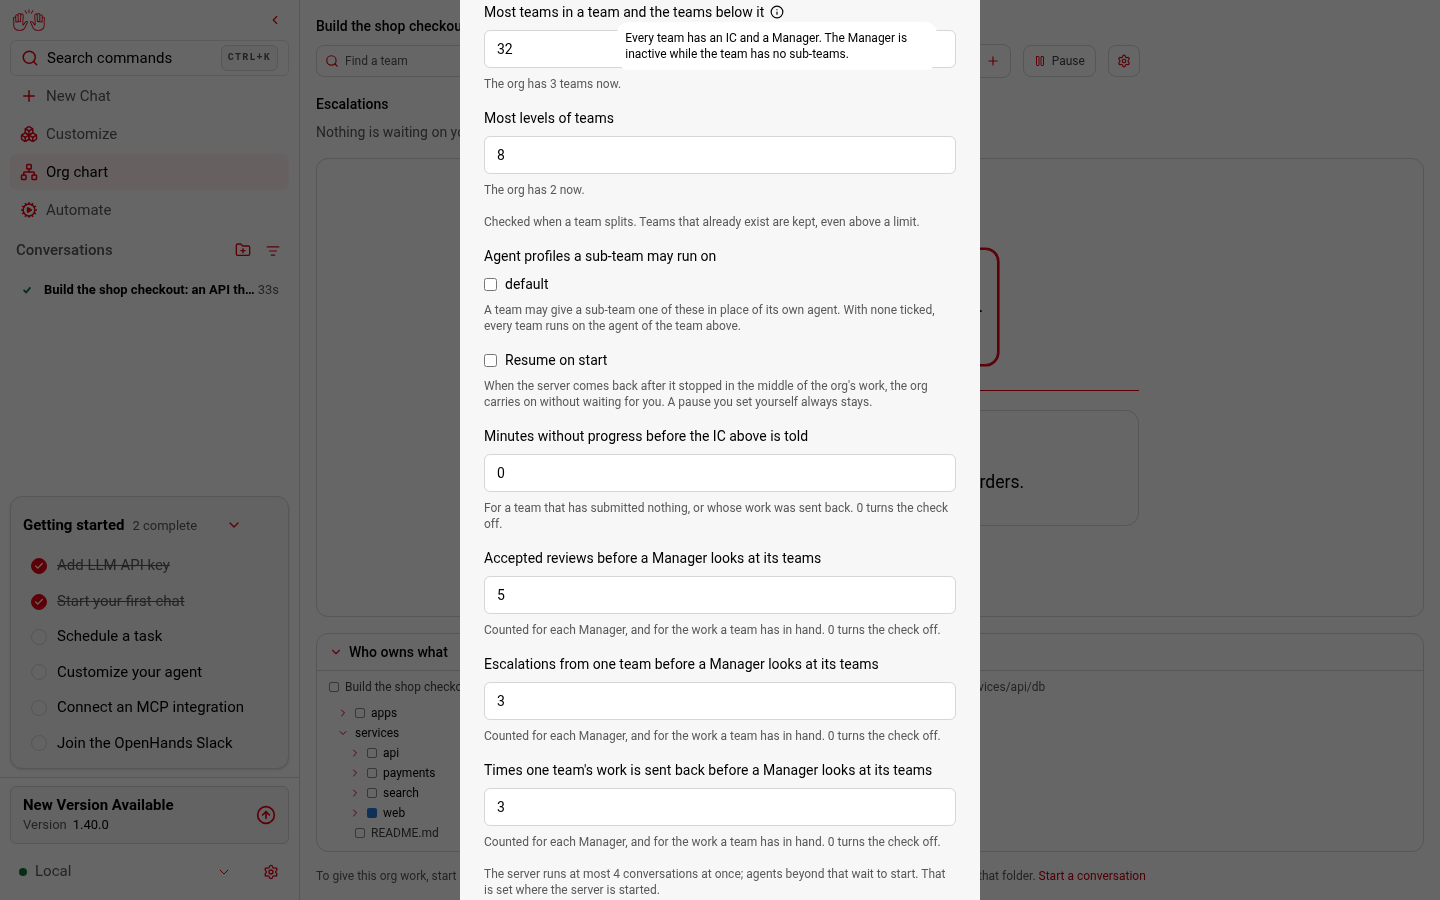 Search commands
CTRL+K
New Chat
Customize
Org chart
Automate
Conversations
Build the shop checkout: an API th... 33s
Getting started 2 complete
Add LLM API key
Start your first chat
Schedule a task
Customize your agent
Connect an MCP integration
Join the OpenHands Slack
New Version Available
Version 1.40.0
Local
Build the shop checkou
Find a team
Pause
Escalations
Nothing is waiting on yo
rders.
Who owns what
Build the shop checko
vices/api/db
apps
services
api
payments
search
web
README.md
To give this org work, start
that folder. Start a conversation
Most teams in a team and the teams below it
32
Every team has an IC and a Manager. The Manager is
inactive while the team has no sub-teams.
The org has 3 teams now.
Most levels of teams
8
The org has 2 now.
Checked when a team splits. Teams that already exist are kept, even above a limit.
Agent profiles a sub-team may run on
default
A team may give a sub-team one of these in place of its own agent. With none ticked,
every team runs on the agent of the team above.
Resume on start
When the server comes back after it stopped in the middle of the org's work, the org
carries on without waiting for you. A pause you set yourself always stays.
Minutes without progress before the IC above is told
0
For a team that has submitted nothing, or whose work was sent back. 0 turns the check
off.
Accepted reviews before a Manager looks at its teams
5
Counted for each Manager, and for the work a team has in hand. 0 turns the check off.
Escalations from one team before a Manager looks at its teams
3
Counted for each Manager, and for the work a team has in hand. 0 turns the check off.
Times one team's work is sent back before a Manager looks at its teams
3
Counted for each Manager, and for the work a team has in hand. 0 turns the check off.
The server runs at most 4 conversations at once; agents beyond that wait to start. That
is set where the server is started.